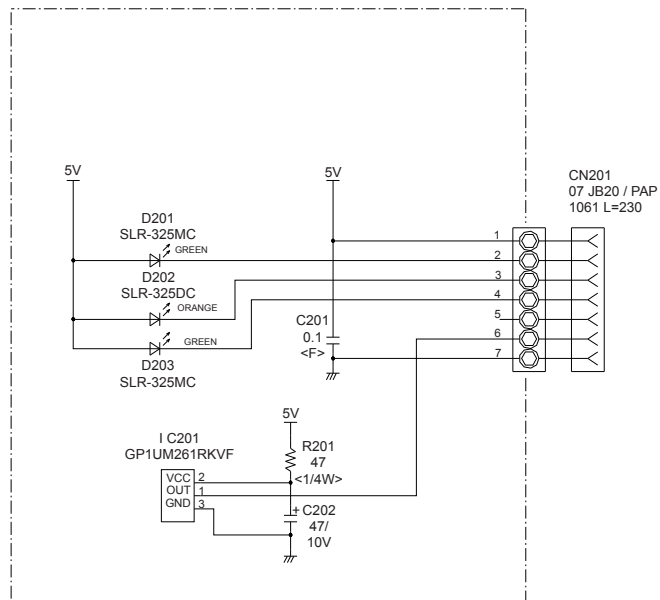 5V
5V
D201
SLR-325MC
GREEN
D202
SLR-325DC
ORANGE
GREEN
D203
SLR-325MC
C201
0.1
<F>
1
2
3
4
5
6
7
CN201
07 JB20 / PAP
1061 L=230
5V
I C201
GP1UM261RKVF
VCC 2
OUT 1
GND 3
R201
47
<1/4W>
+ C202
47/
10V